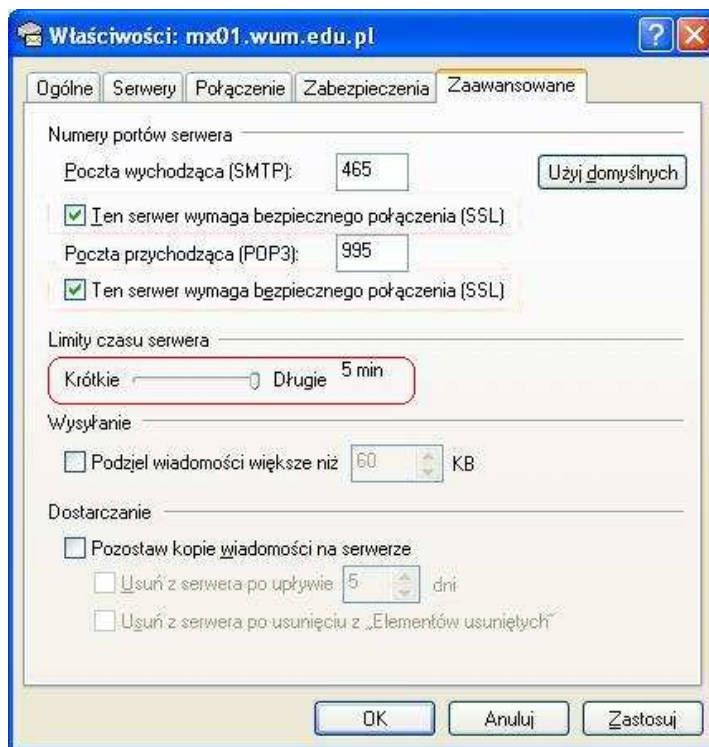 Właściwości: mx01.wum.edu.pl
Ogólne Serwery Połączenie Zabezpieczenia Zaawansowane
Numery portów serwera
Poczta wychodząca (SMTP): 465 Użyj domyślnych
Ten serwer wymaga bezpiecznego połączenia (SSL)
Poczta przychodząca (POP3): 995
Ten serwer wymaga bezpiecznego połączenia (SSL)
Limity czasu serwera
Krótkie Długie 5 min
Wysyłanie
Podziel wiadomości większe niż 60 KB
Dostarczanie
Pozostaw kopie wiadomości na serwerze
Usuń z serwera po upływie 5 dni
Usuń z serwera po usunięciu z „Elementów usuniętych”
OK Anuluj Zastosuj